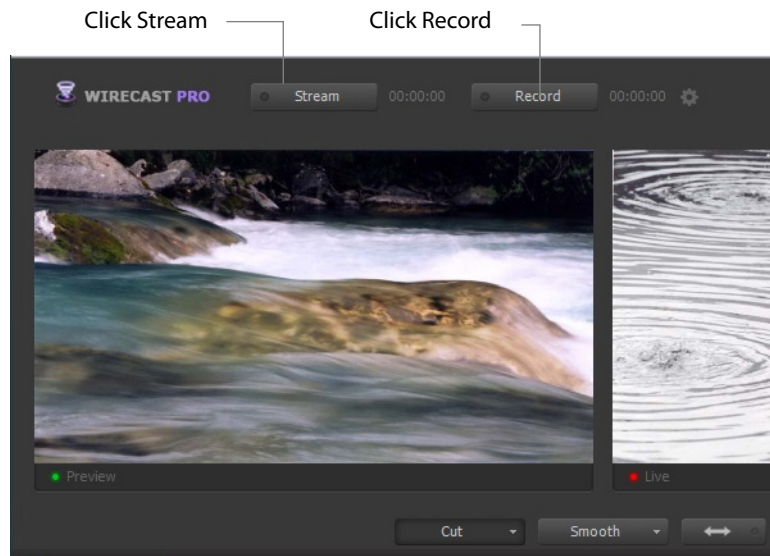 Click Stream Click Record
WIRECAST PRO Stream 00:00:00 Record 00:00:00
Preview Live
Cut Smooth